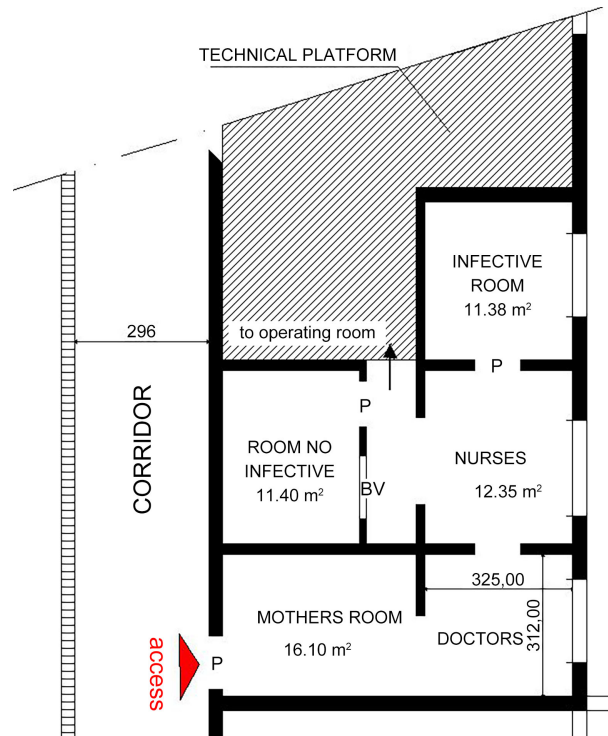 TECHNICAL PLATFORM
INFECTIVE
ROOM
11.38 m²
296
to operating room
P
P
CORRIDOR
ROOM NO
INFECTIVE
11.40 m²
BV
NURSES
12.35 m²
325,00
312,00
MOTHERS ROOM
16.10 m²
DOCTORS
access
P